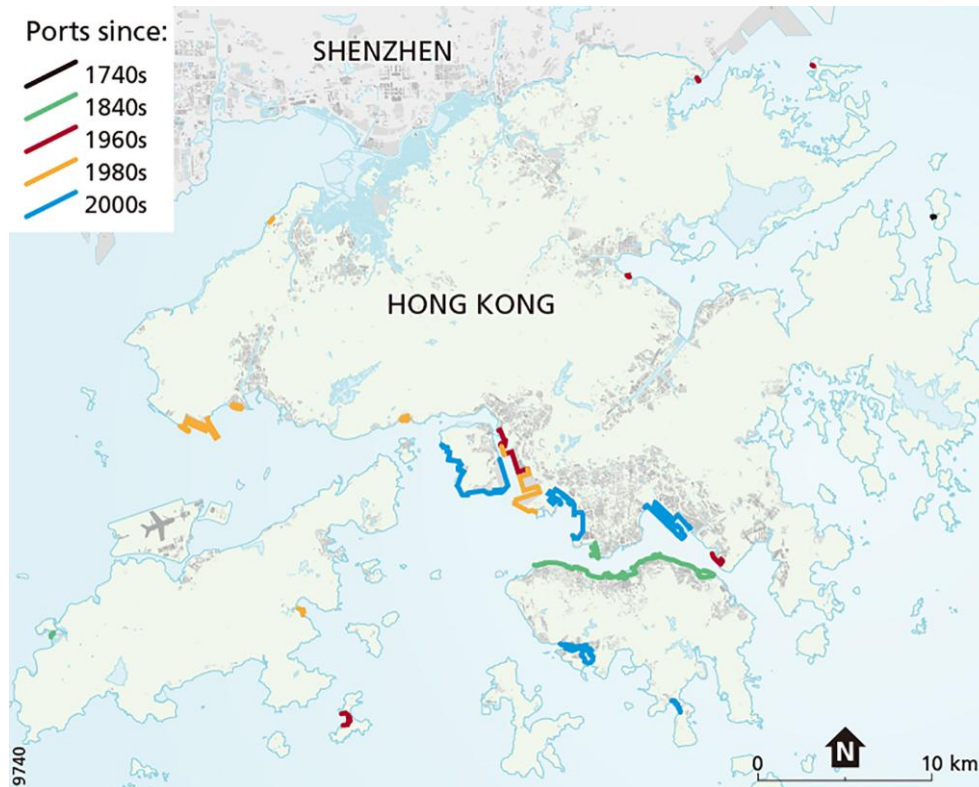 Ports since:
1740s
1840s
1960s
1980s
2000s
SHENZHEN
HONG KONG
N
0 10 km
9740